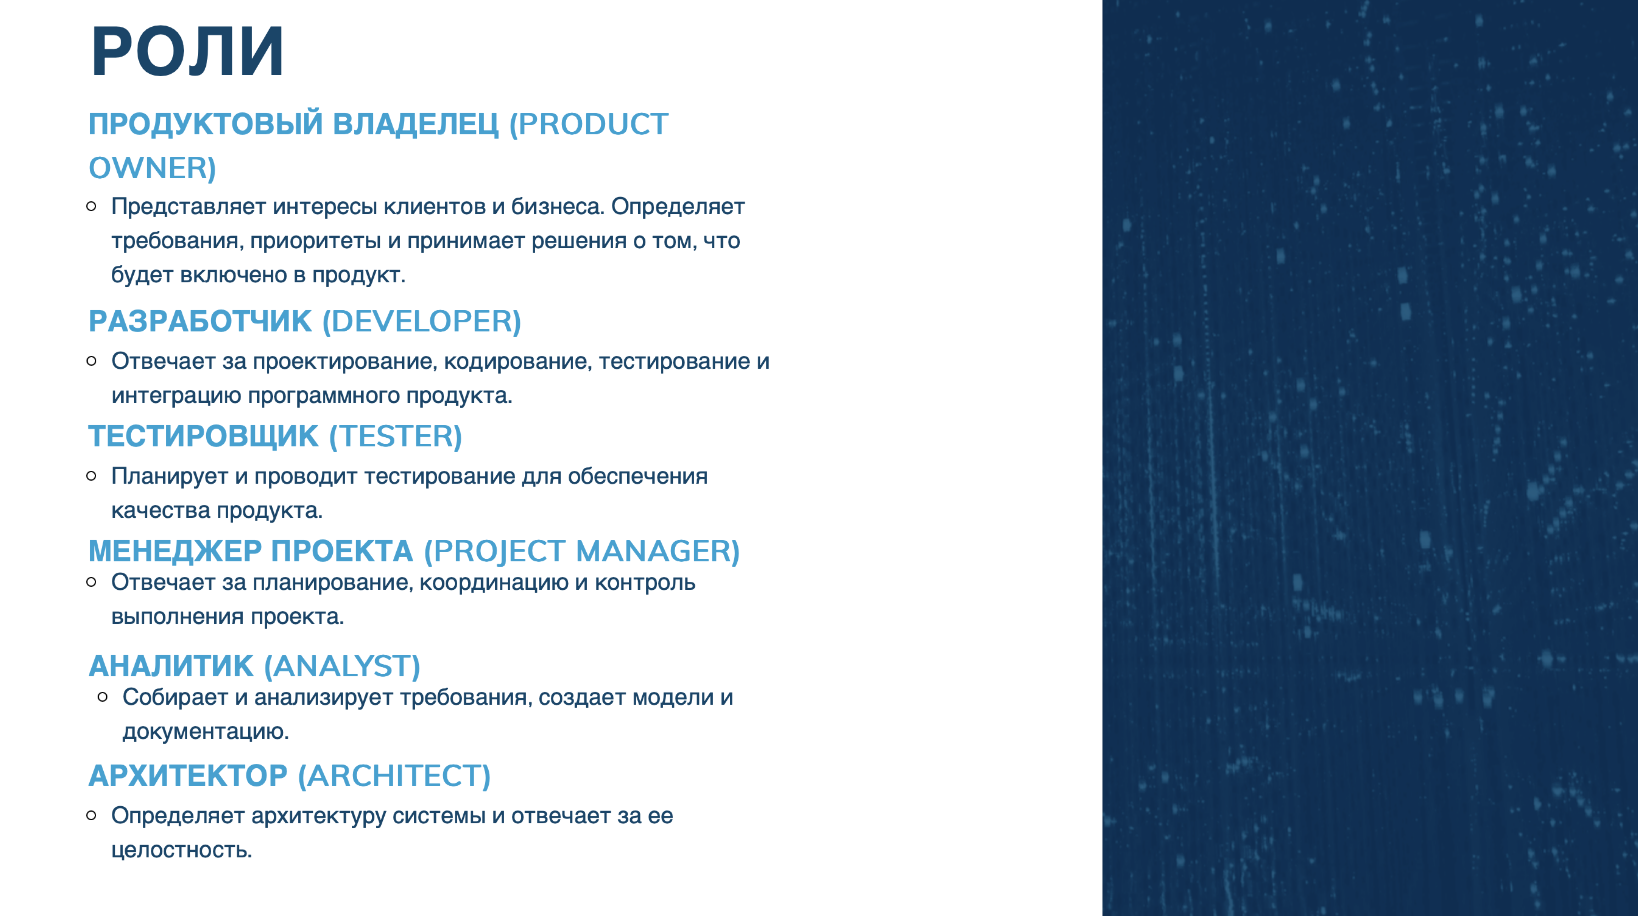 РОЛИ
ПРОДУКТОВЫЙ ВЛАДЕЛЕЦ (PRODUCT
OWNER)
Представляет интересы клиентов и бизнеса. Определяет
требования, приоритеты и принимает решения о том, что
будет включено в продукт.
РАЗРАБОТЧИК (DEVELOPER)
Отвечает за проектирование, кодирование, тестирование и
интеграцию программного продукта.
ТЕСТИРОВЩИК (TESTER)
Планирует и проводит тестирование для обеспечения
качества продукта.
МЕНЕДЖЕР ПРОЕКТА (PROJECT MANAGER)
Отвечает за планирование, координацию и контроль
выполнения проекта.
АНАЛИТИК (ANALYST)
Собирает и анализирует требования, создает модели и
документацию.
АРХИТЕКТОР (ARCHITECT)
Определяет архитектуру системы и отвечает за ее
целостность.